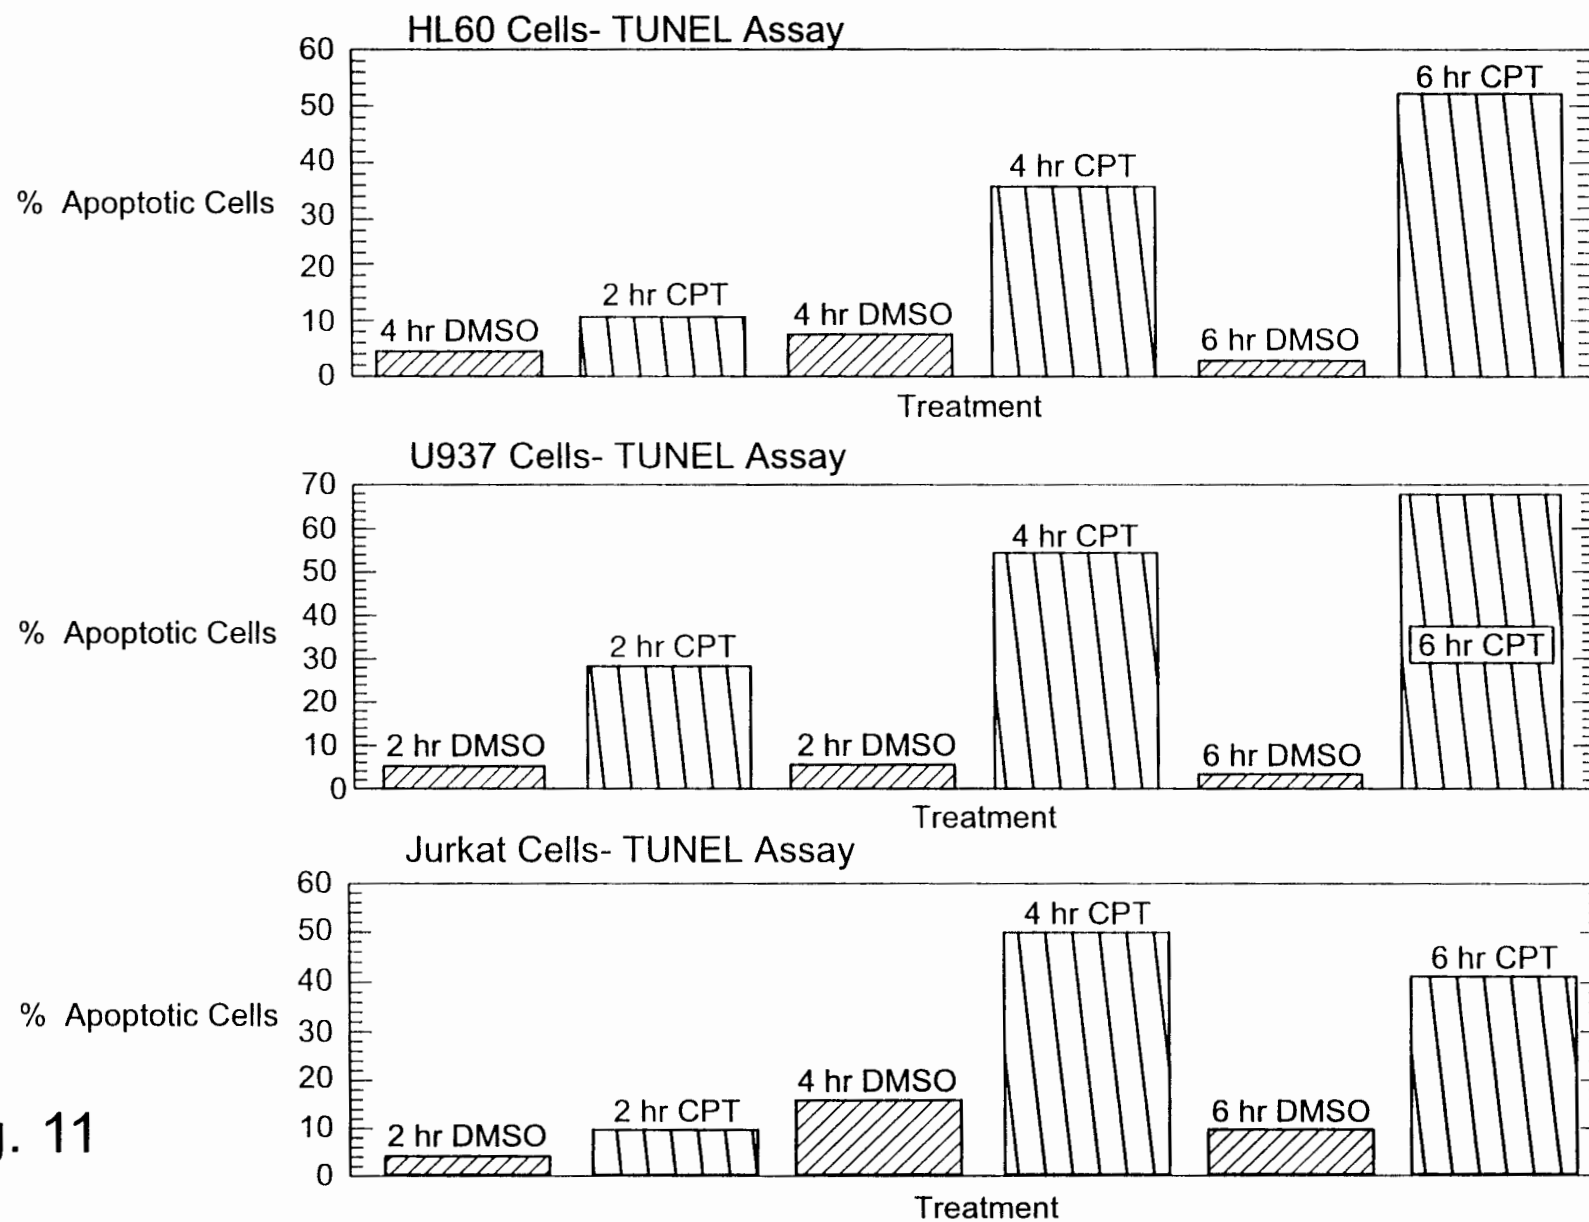 HL60 Cells- TUNEL Assay
60
50
40
30
20
10
0
% Apoptotic Cells
4 hr DMSO
2 hr CPT
4 hr DMSO
4 hr CPT
6 hr DMSO
6 hr CPT
Treatment
U937 Cells- TUNEL Assay
70
60
50
40
30
20
10
0
% Apoptotic Cells
2 hr DMSO
2 hr CPT
2 hr DMSO
4 hr CPT
6 hr DMSO
6 hr CPT
Treatment
Jurkat Cells- TUNEL Assay
60
50
40
30
20
10
0
% Apoptotic Cells
2 hr DMSO
2 hr CPT
4 hr DMSO
4 hr CPT
6 hr DMSO
6 hr CPT
Treatment
. 11